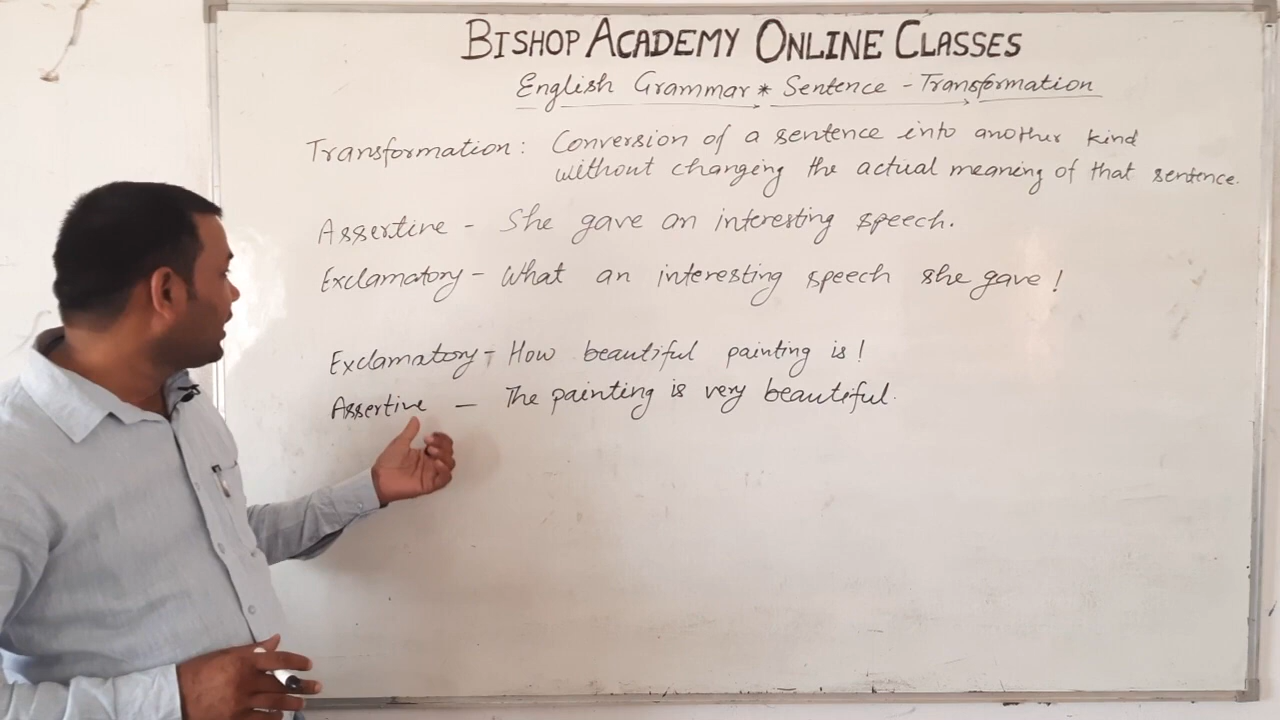 BISHOP ACADEMY ONLINE CLASSES
English Grammar * Sentence - Transformation
Transformation: Conversion of a sentence into another kind
without changing the actual meaning of that sentence.
Assertive - She gave an interesting speech.
Exclamatory - What an interesting speech she gave!
Exclamatory - How beautiful painting is!
Assertive - The painting is very beautiful.